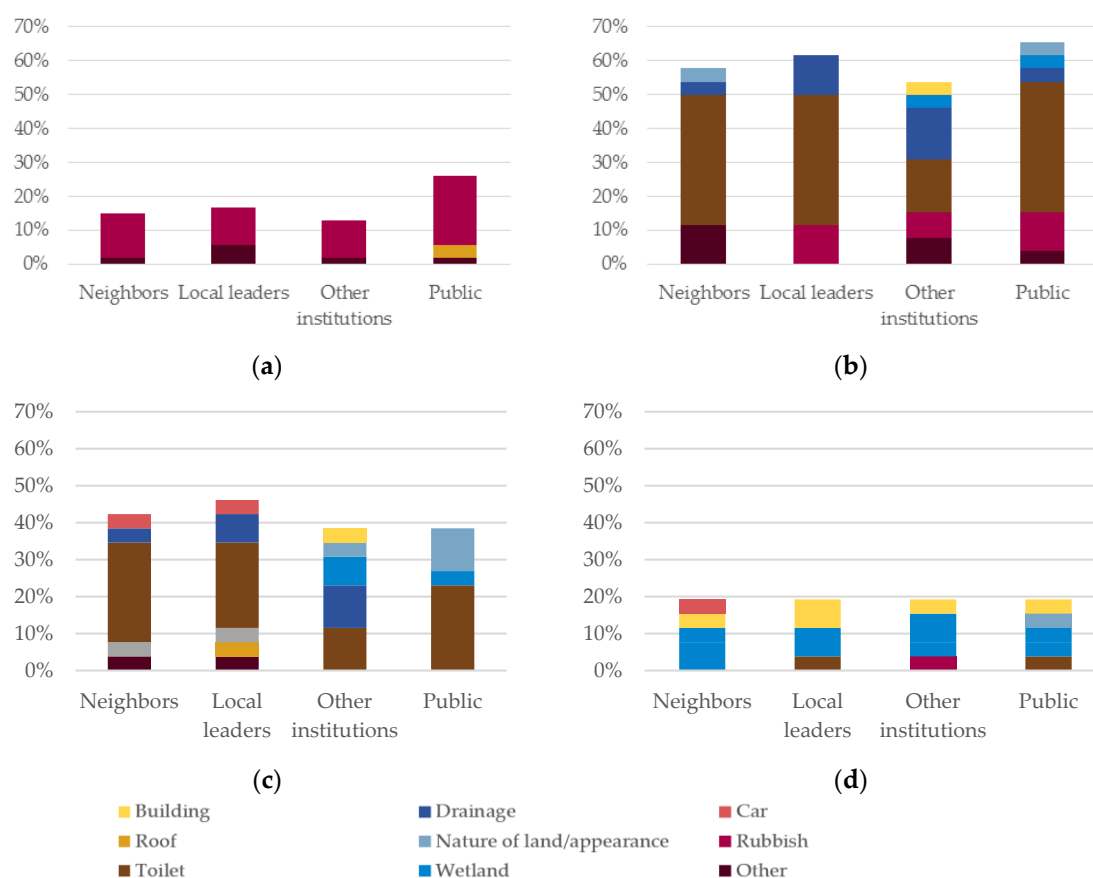 70%
60%
50%
40%
30%
20%
10%
0%
Neighbors Local leaders Other institutions Public
(a)
70%
60%
50%
40%
30%
20%
10%
0%
Neighbors Local leaders Other institutions Public
(b)
70%
60%
50%
40%
30%
20%
10%
0%
Neighbors Local leaders Other institutions Public
(c)
70%
60%
50%
40%
30%
20%
10%
0%
Neighbors Local leaders Other institutions Public
(d)
Building Drainage Car
Roof Nature of land/appearance Rubbish
Toilet Wetland Other